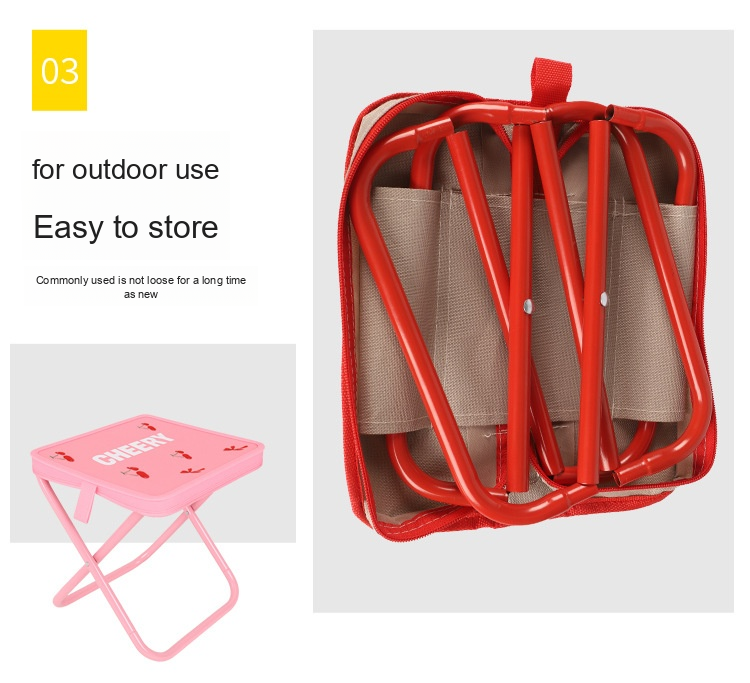 03
for outdoor use
Easy to store
Commonly used is not loose for a long time
as new
CHEERY